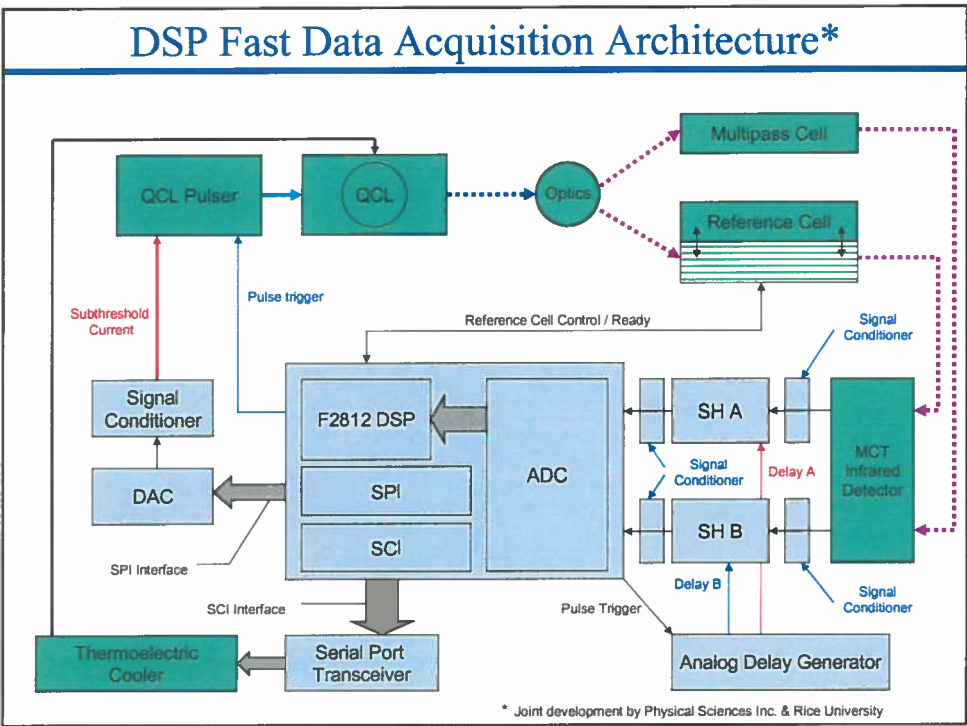 DSP Fast Data Acquisition Architecture*
Multipass Cell
QCL Pulser
QCL
Optics
Reference Cell
Subthreshold
Current
Pulse trigger
Reference Cell Control / Ready
Signal
Conditioner
Signal
Conditioner
F2812 DSP
ADC
SH A
MCT
Infrared
Detector
Signal
Conditioner
Delay A
DAC
SPI
SH B
SCI
SPI Interface
Delay B
Signal
Conditioner
SCI Interface
Pulse Trigger
Thermoelectric
Cooler
Serial Port
Transceiver
Analog Delay Generator
* Joint development by Physical Sciences Inc. & Rice University